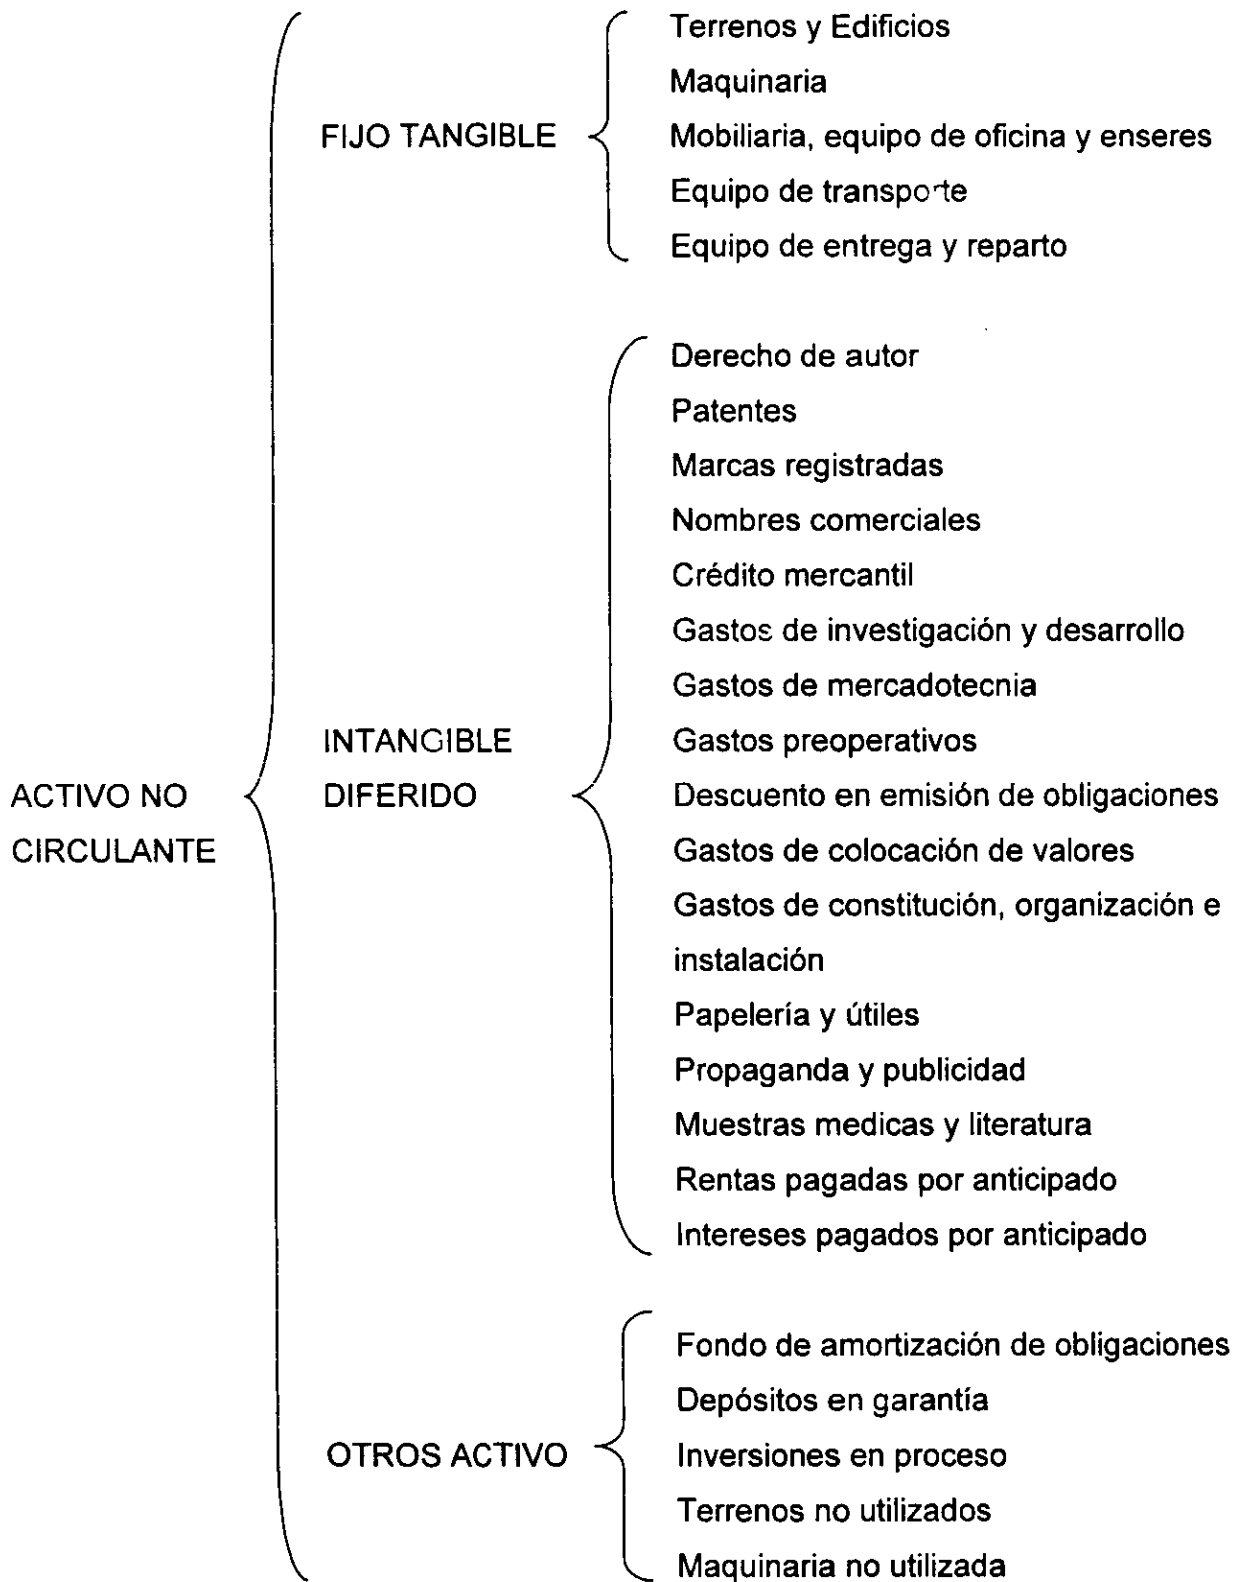 ACTIVO NO
CIRCULANTE
FIJO TANGIBLE
Terrenos y Edificios
Maquinaria
Mobiliaria, equipo de oficina y enseres
Equipo de transporte
Equipo de entrega y reparto
INTANGIBLE
DIFERIDO
Derecho de autor
Patentes
Marcas registradas
Nombres comerciales
Crédito mercantil
Gastos de investigación y desarrollo
Gastos de mercadotecnia
Gastos preoperativos
Descuento en emisión de obligaciones
Gastos de colocación de valores
Gastos de constitución, organización e
instalación
Papelería y útiles
Propaganda y publicidad
Muestras medicas y literatura
Rentas pagadas por anticipado
Intereses pagados por anticipado
OTROS ACTIVO
Fondo de amortización de obligaciones
Depósitos en garantía
Inversiones en proceso
Terrenos no utilizados
Maquinaria no utilizada